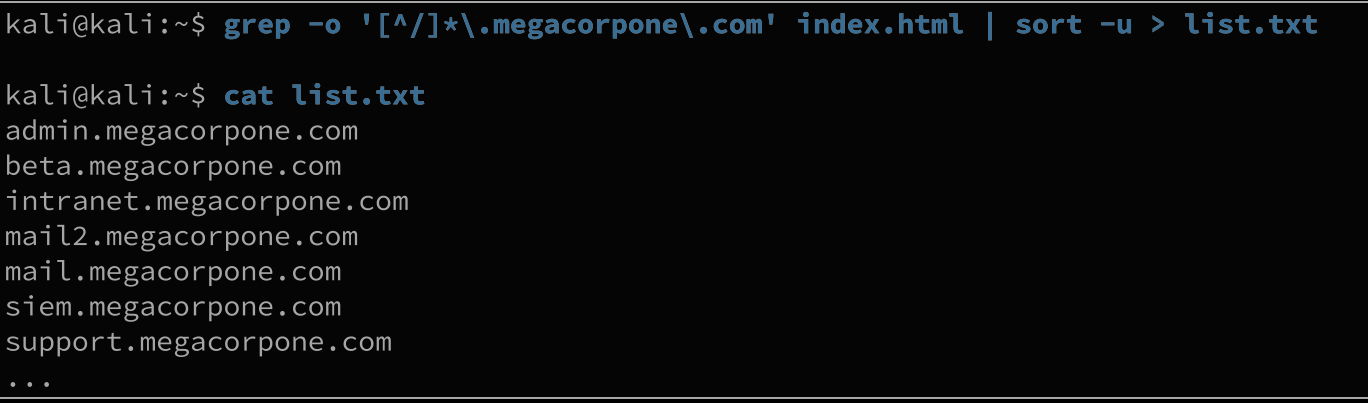 kali@kali:~$ grep -o '[^/]*\.megacorpone\.com' index.html | sort -u > list.txt
kali@kali:~$ cat list.txt
admin.megacorpone.com
beta.megacorpone.com
intranet.megacorpone.com
mail2.megacorpone.com
mail.megacorpone.com
siem.megacorpone.com
support.megacorpone.com
...